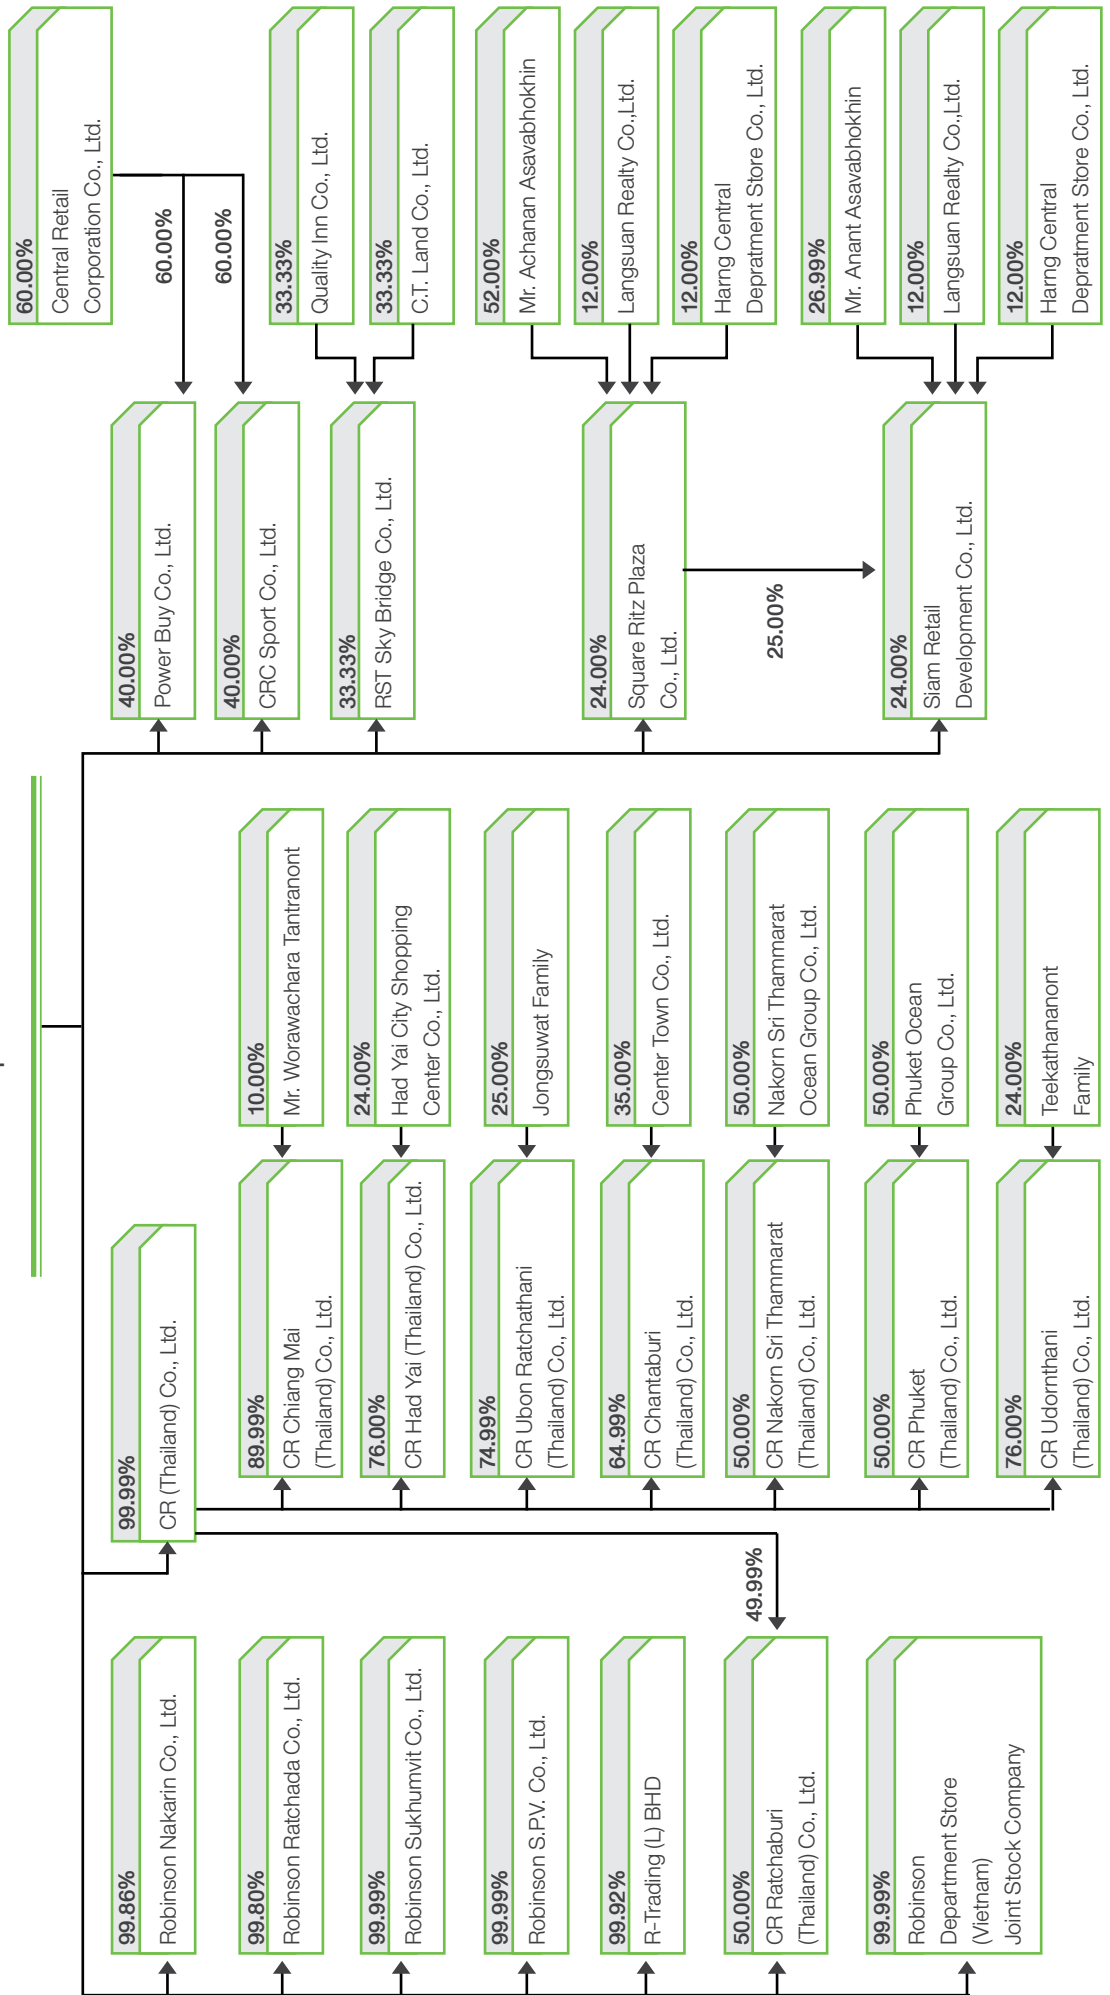 99.86%
Robinson Nakarin Co., Ltd.
99.80%
Robinson Ratchada Co., Ltd.
99.99%
Robinson Sukhumvit Co., Ltd.
99.99%
Robinson S.P.V. Co., Ltd.
99.92%
R-Trading (L) BHD
50.00%
CR Ratchaburi
(Thailand) Co., Ltd.
99.99%
Robinson
Department Store
(Vietnam)
Joint Stock Company
49.99%
99.99%
CR (Thailand) Co., Ltd.
89.99%
CR Chiang Mai
(Thailand) Co., Ltd.
76.00%
CR Had Yai (Thailand) Co., Ltd.
74.99%
CR Ubon Ratchathani
(Thailand) Co., Ltd.
64.99%
CR Chantaburi
(Thailand) Co., Ltd.
50.00%
CR Nakorn Sri Thammarat
(Thailand) Co., Ltd.
50.00%
CR Phuket
(Thailand) Co., Ltd.
76.00%
CR Udornthani
(Thailand) Co., Ltd.
10.00%
Mr. Worawachara Tantranont
24.00%
Had Yai City Shopping
Center Co., Ltd.
25.00%
Jongsuwat Family
35.00%
Center Town Co., Ltd.
50.00%
Nakorn Sri Thammarat
Ocean Group Co., Ltd.
50.00%
Phuket Ocean
Group Co., Ltd.
24.00%
Teekathananont
Family
40.00%
Power Buy Co., Ltd.
40.00%
CRC Sport Co., Ltd.
33.33%
RST Sky Bridge Co., Ltd.
24.00%
Square Ritz Plaza
Co., Ltd.
25.00%
24.00%
Siam Retail
Development Co., Ltd.
60.00%
Central Retail
Corporation Co., Ltd.
60.00%
60.00%
33.33%
Quality Inn Co., Ltd.
33.33%
C.T. Land Co., Ltd.
52.00%
Mr. Achanan Asavabhokhin
12.00%
Langsuan Realty Co.,Ltd.
12.00%
Harng Central
Depratment Store Co., Ltd.
26.99%
Mr. Anant Asavabhokhin
12.00%
Langsuan Realty Co.,Ltd.
12.00%
Harng Central
Depratment Store Co., Ltd.